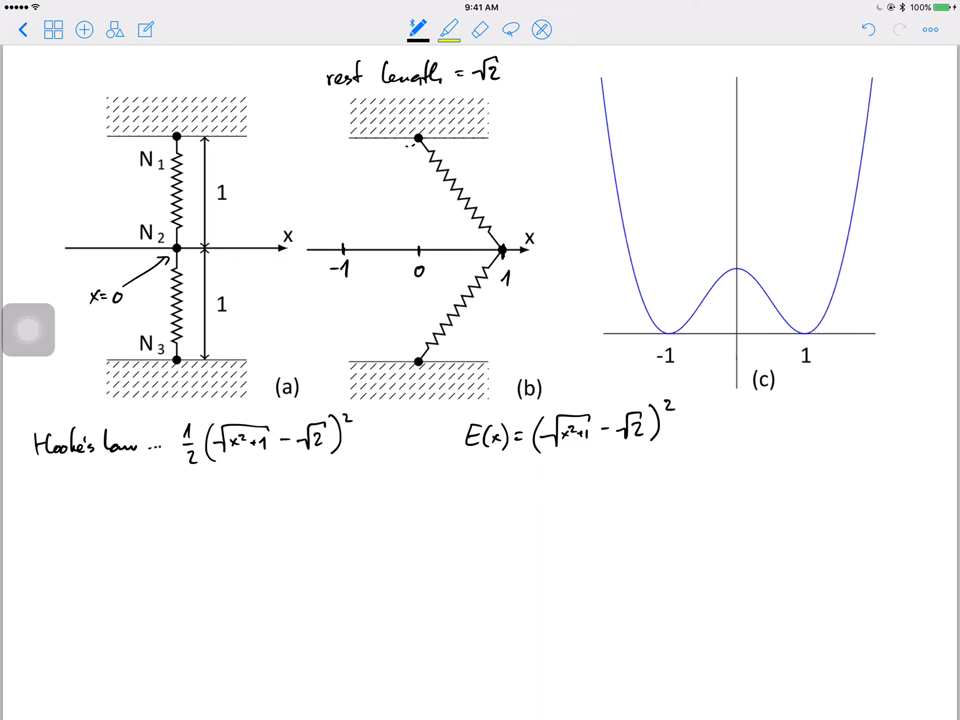 9:41 AM
100%
rest length = √2
N1
1
N2
x
x=0
1
N3
(a)
x
-1
0
1
(b)
-1
1
(c)
Hooke's Law ... 1/2 (√x²+1 − √2)²
E(x) = (√x²+1 − √2)²